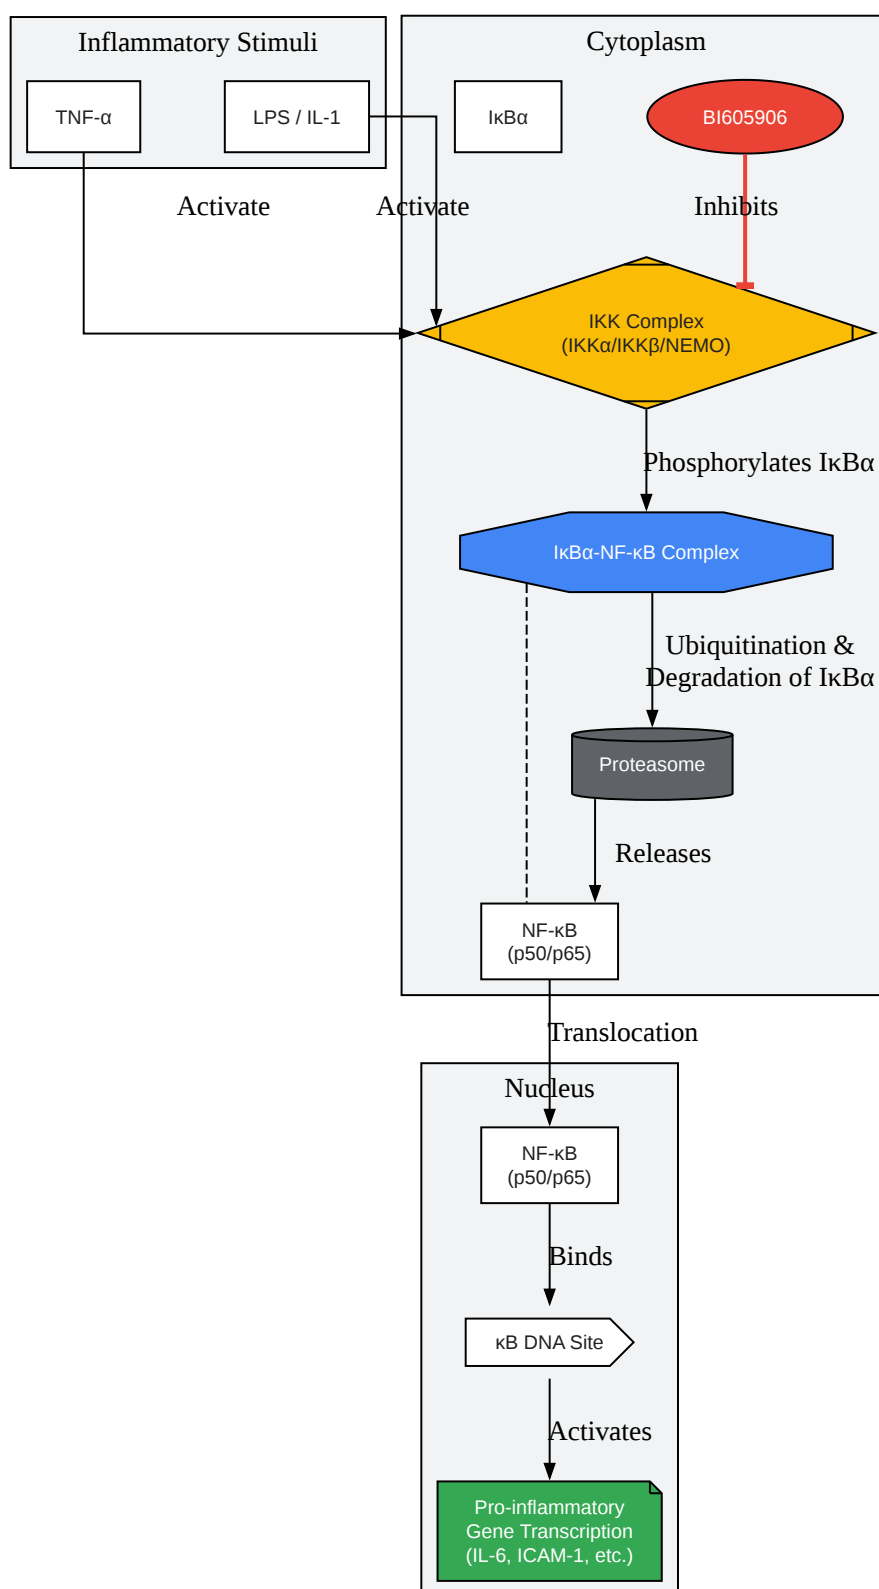 Inflammatory Stimuli
Cytoplasm
TNF-α
LPS / IL-1
IκBα
BI605906
Activate
Activate
Inhibits
IKK Complex
(IKKα/IKKβ/NEMO)
Phosphorylates IκBα
IκBα-NF-κB Complex
Ubiquitination &
Degradation of IκBα
Proteasome
Releases
NF-κB
(p50/p65)
Translocation
Nucleus
NF-κB
(p50/p65)
Binds
κB DNA Site
Activates
Pro-inflammatory
Gene Transcription
(IL-6, ICAM-1, etc.)